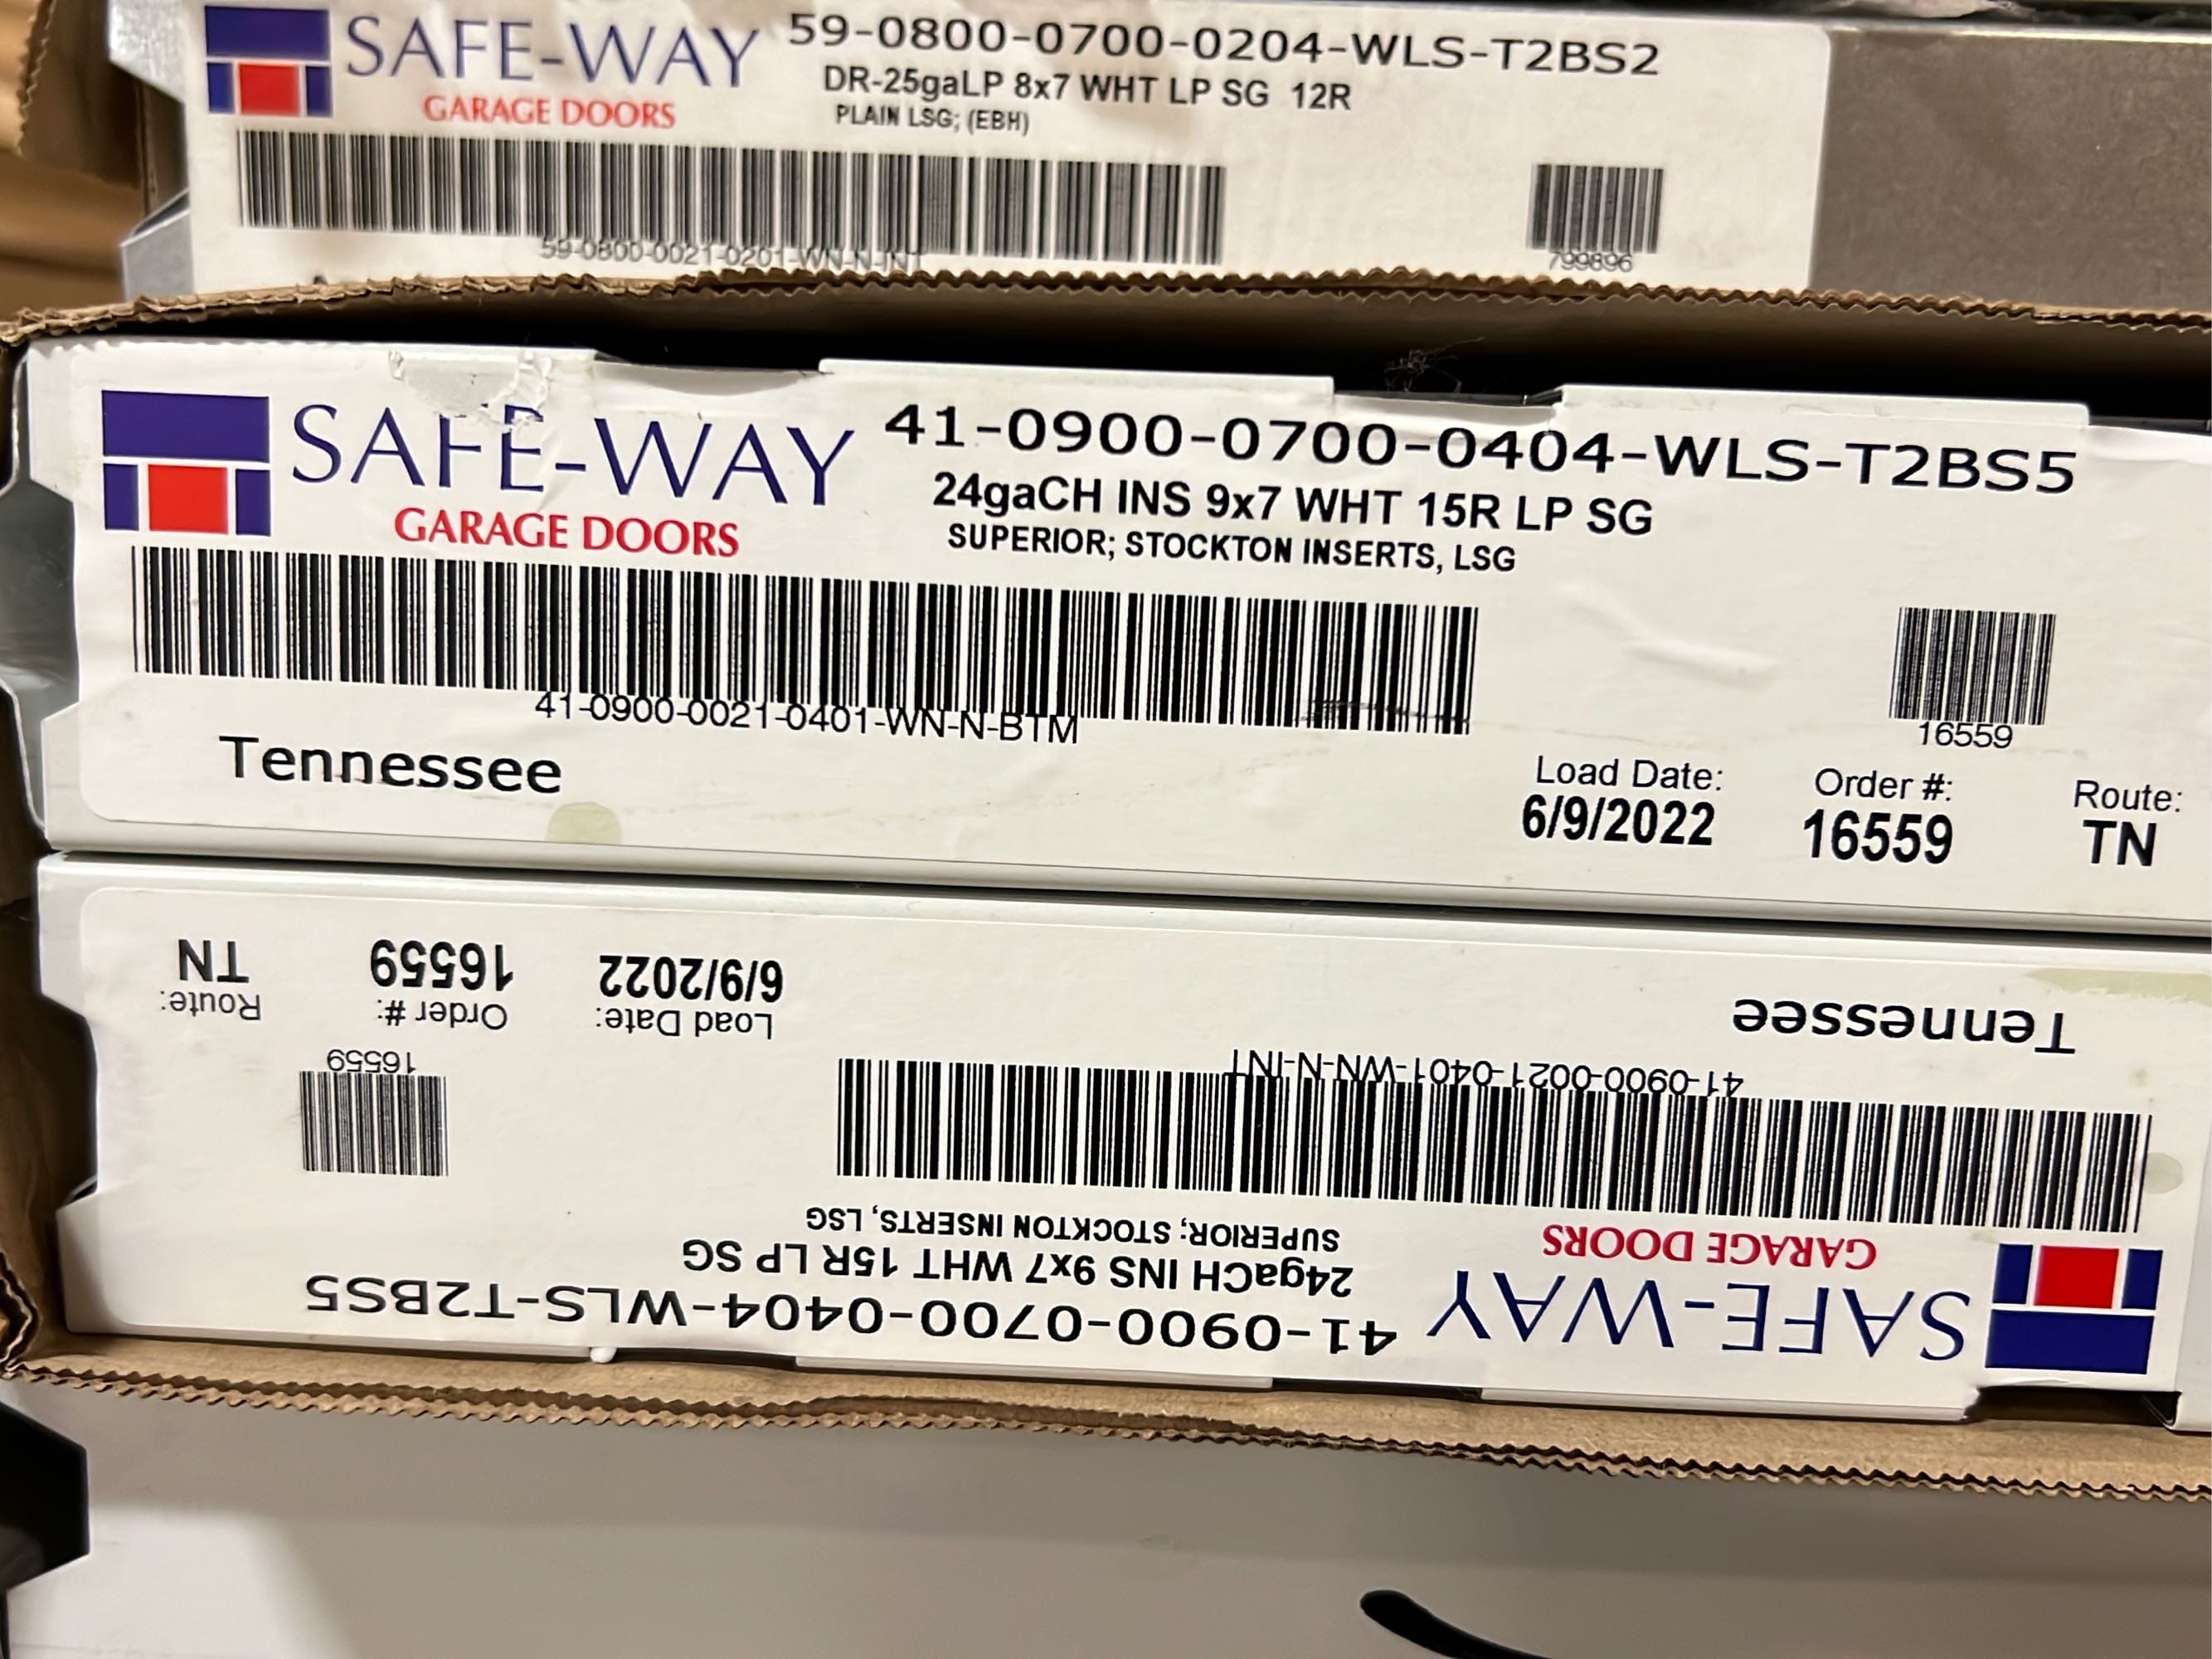 SAFE-WAY
GARAGE DOORS
59-0800-0700-0204-WLS-T2BS2
DR-25gaLP 8x7 WHT LP SG 12R
PLAIN LSG; (EBH)
59-0800-0021-0201-WN-N-INT
799896
SAFE-WAY
GARAGE DOORS
41-0900-0700-0404-WLS-T2BS5
24gaCH INS 9x7 WHT 15R LP SG
SUPERIOR; STOCKTON INSERTS, LSG
41-0900-0021-0401-WN-N-BTM
16559
Tennessee
Load Date:
6/9/2022
Order #:
16559
Route:
TN
SAFE-WAY
GARAGE DOORS
41-0900-0700-0404-WLS-T2BS5
24gaCH INS 9x7 WHT 15R LP SG
SUPERIOR; STOCKTON INSERTS, LSG
41-0900-0021-0401-WN-N-INT
16559
Tennessee
Load Date:
6/9/2022
Order #:
16559
Route:
TN